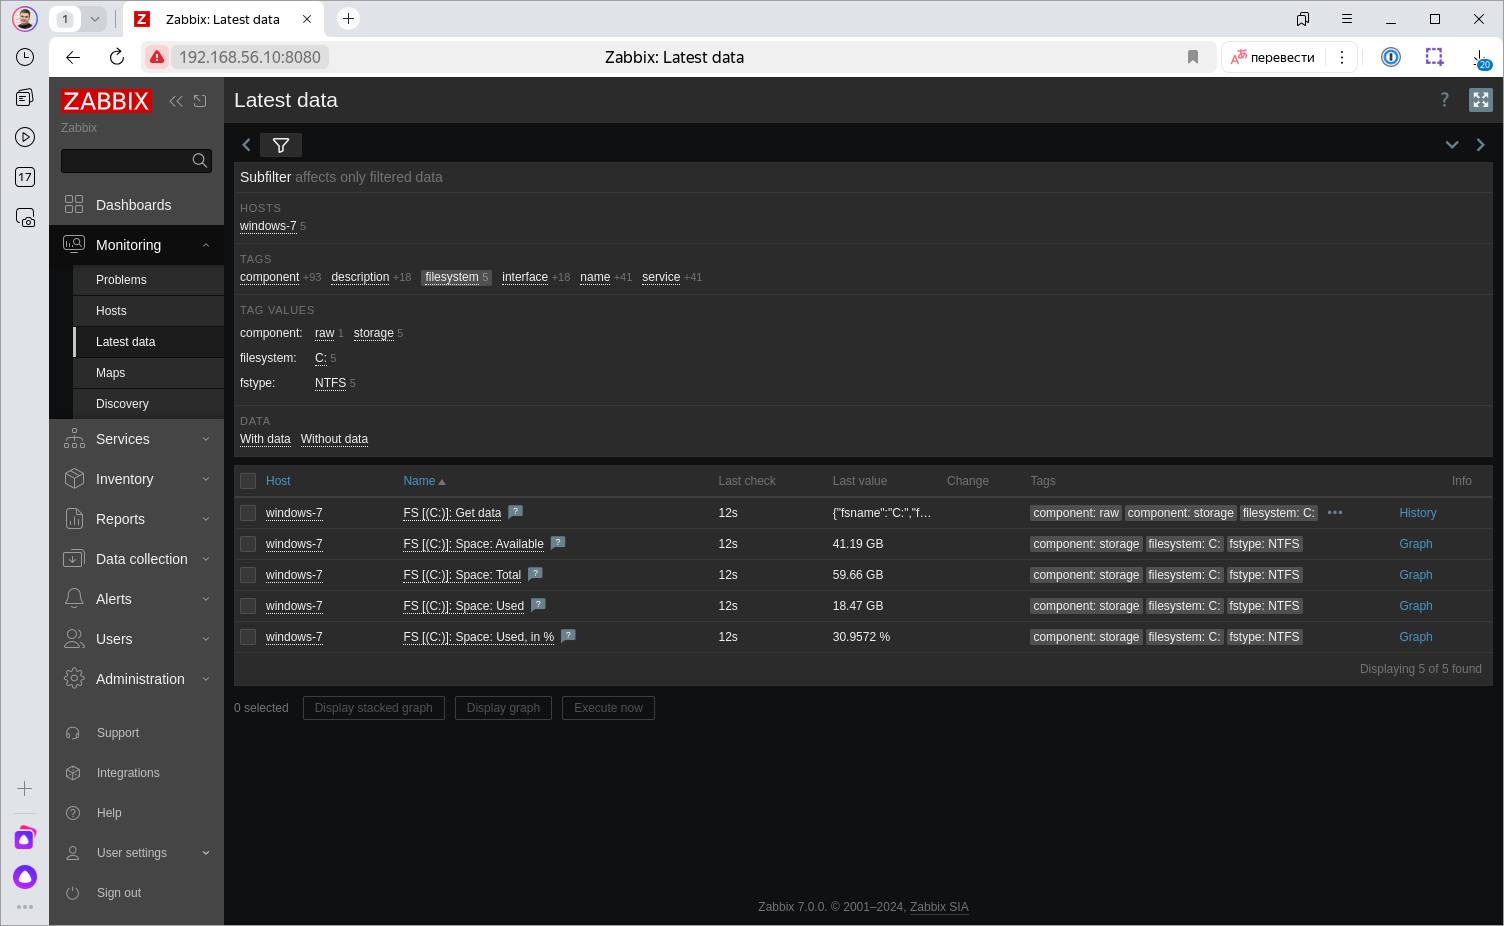 1
Zabbix: Latest data
192.168.56.10:8080
Zabbix: Latest data
перевести
20
17
ZABBIX
Zabbix
Dashboards
Monitoring
Problems
Hosts
Latest data
Maps
Discovery
Services
Inventory
Reports
Data collection
Alerts
Users
Administration
Support
Integrations
Help
User settings
Sign out
Latest data
?
Subfilter affects only filtered data
HOSTS
windows-7 5
TAGS
component +93 description +18 filesystem 5 interface +18 name +41 service +41
TAG VALUES
component: raw 1 storage 5
filesystem: C: 5
fstype: NTFS 5
DATA
With data Without data
Host Name Last check Last value Change Tags Info
windows-7 FS [(C:)]: Get data ? 12s {"fsname":"C:","f… component: raw component: storage filesystem: C: ••• History
windows-7 FS [(C:)]: Space: Available ? 12s 41.19 GB component: storage filesystem: C: fstype: NTFS Graph
windows-7 FS [(C:)]: Space: Total ? 12s 59.66 GB component: storage filesystem: C: fstype: NTFS Graph
windows-7 FS [(C:)]: Space: Used ? 12s 18.47 GB component: storage filesystem: C: fstype: NTFS Graph
windows-7 FS [(C:)]: Space: Used, in % ? 12s 30.9572 % component: storage filesystem: C: fstype: NTFS Graph
Displaying 5 of 5 found
0 selected Display stacked graph Display graph Execute now
Zabbix 7.0.0. © 2001–2024, Zabbix SIA